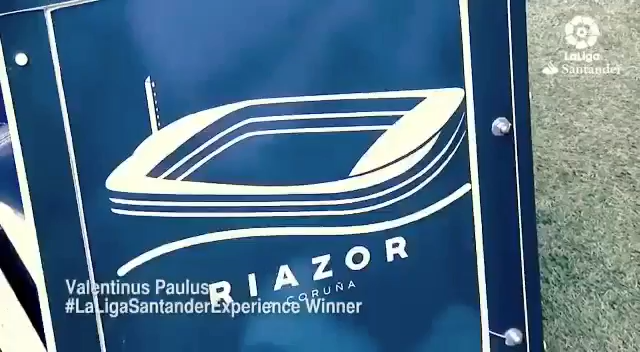 LaLiga
Santander
RIAZOR
A CORUÑA
Valentinus Paulus
#LaLigaSantanderExperience Winner